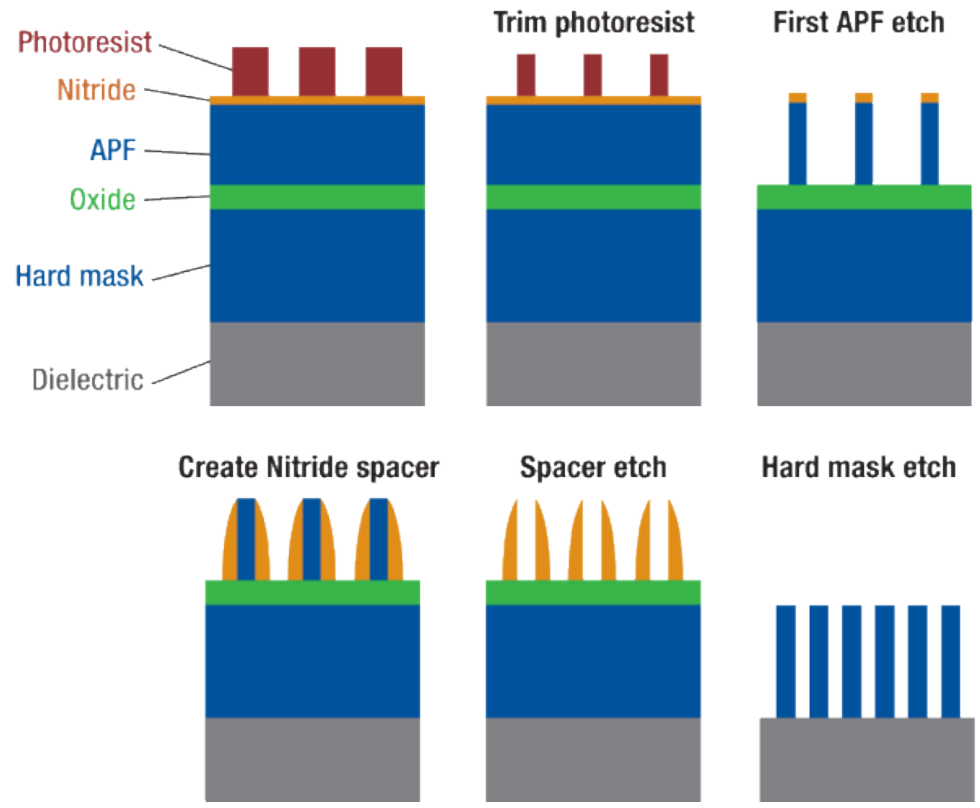 Trim photoresist
First APF etch
Photoresist
Nitride
APF
Oxide
Hard mask
Dielectric
Create Nitride spacer
Spacer etch
Hard mask etch